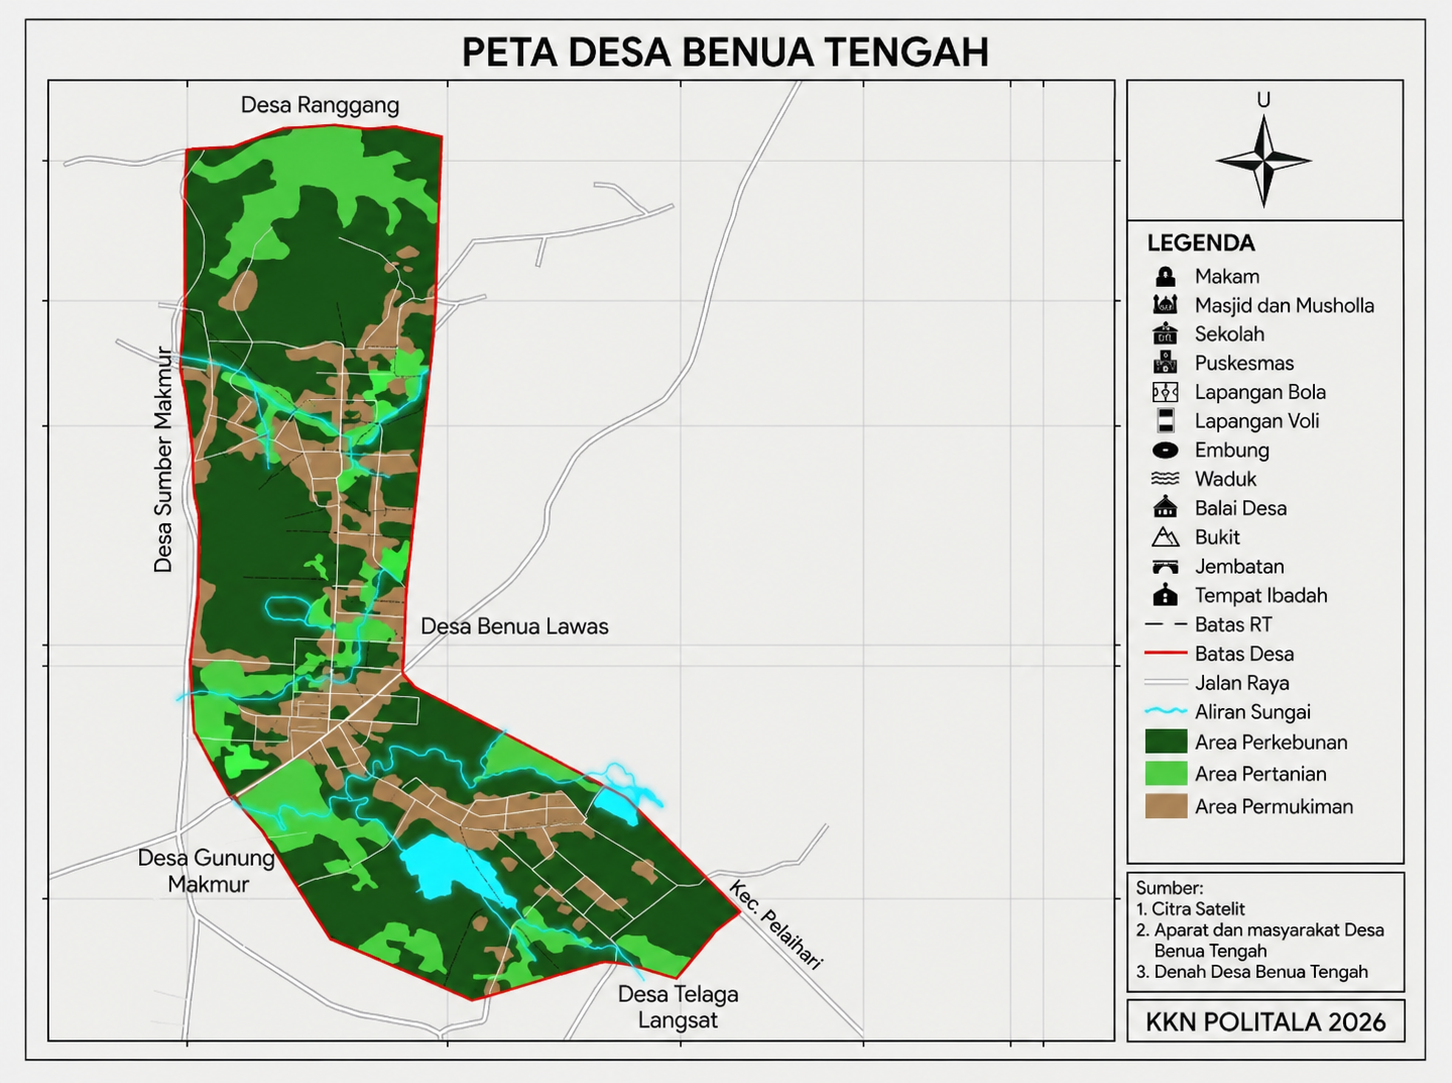 PETA DESA BENUA TENGAH
Desa Ranggang
Desa Sumber Makmur
Desa Benua Lawas
Desa Gunung
Makmur
Kec. Pelaihari
Desa Telaga
Langsat
U
LEGENDA
Makam
Masjid dan Musholla
Sekolah
Puskesmas
Lapangan Bola
Lapangan Voli
Embung
Waduk
Balai Desa
Bukit
Jembatan
Tempat Ibadah
Batas RT
Batas Desa
Jalan Raya
Aliran Sungai
Area Perkebunan
Area Pertanian
Area Permukiman
Sumber:
1. Citra Satelit
2. Aparat dan masyarakat Desa
Benua Tengah
3. Denah Desa Benua Tengah
KKN POLITALA 2026